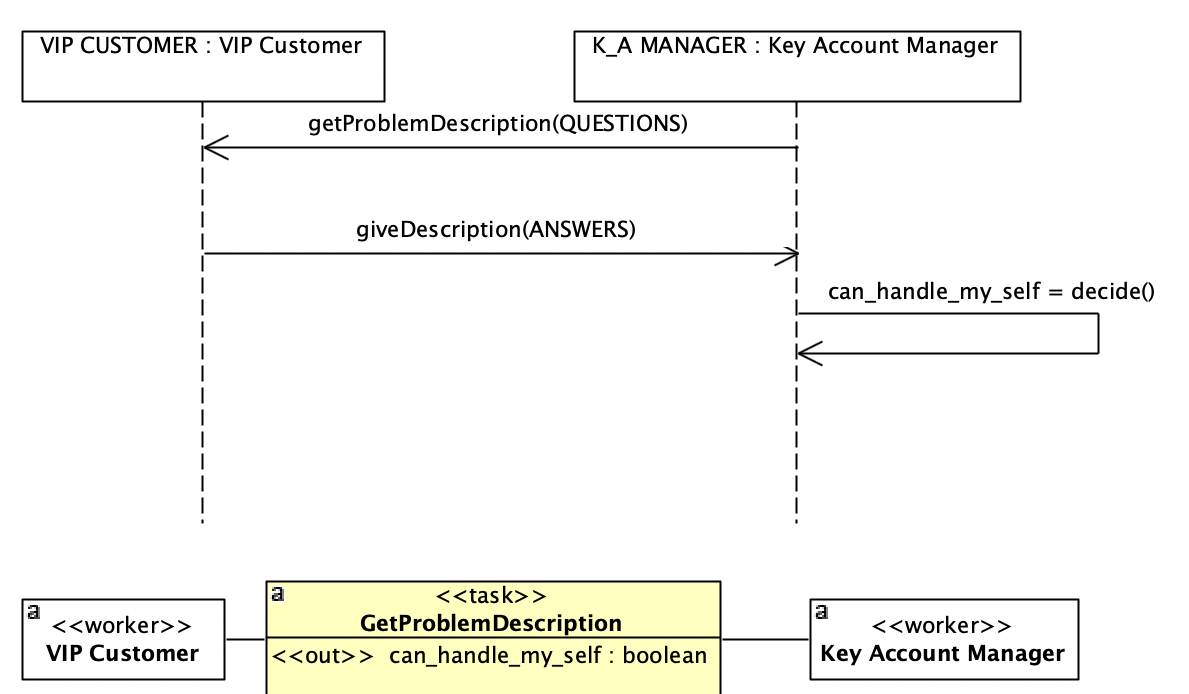 VIP CUSTOMER : VIP Customer
K_A MANAGER : Key Account Manager
getProblemDescription(QUESTIONS)
giveDescription(ANSWERS)
can_handle_my_self = decide()
a
<<worker>>
VIP Customer
a
<<task>>
GetProblemDescription
<<out>> can_handle_my_self : boolean
a
<<worker>>
Key Account Manager